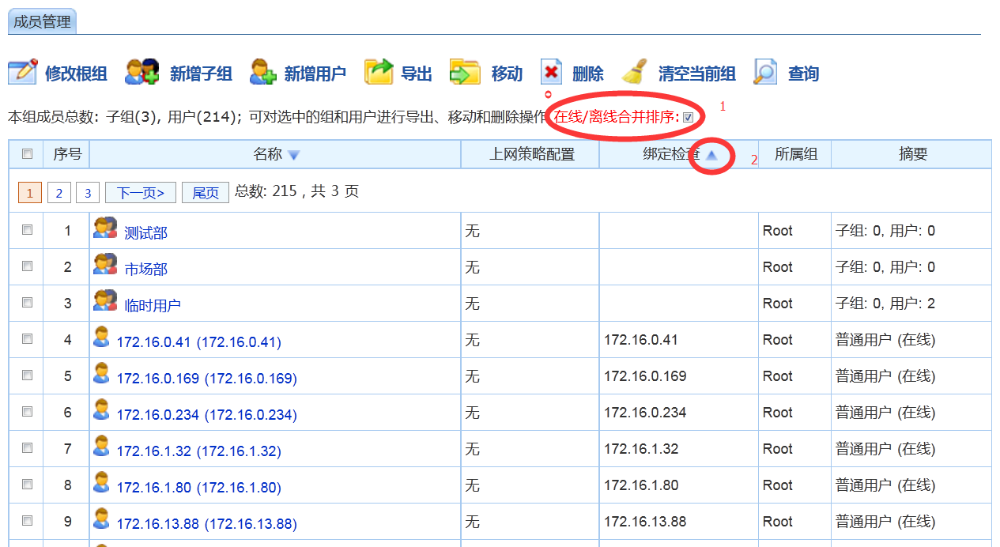 成员管理
修改根组 新增子组 新增用户 导出 移动 删除 清空当前组 查询
本组成员总数: 子组(3), 用户(214); 可对选中的组和用户进行导出、移动和删除操作 在线/离线合并排序: 1
序号 名称 上网策略配置 绑定检查 2 所属组 摘要
1 2 3 下一页> 尾页 总数: 215 , 共 3 页
1 测试部 无 Root 子组: 0, 用户: 0
2 市场部 无 Root 子组: 0, 用户: 0
3 临时用户 无 Root 子组: 0, 用户: 2
4 172.16.0.41 (172.16.0.41) 无 172.16.0.41 Root 普通用户 (在线)
5 172.16.0.169 (172.16.0.169) 无 172.16.0.169 Root 普通用户 (在线)
6 172.16.0.234 (172.16.0.234) 无 172.16.0.234 Root 普通用户 (在线)
7 172.16.1.32 (172.16.1.32) 无 172.16.1.32 Root 普通用户 (在线)
8 172.16.1.80 (172.16.1.80) 无 172.16.1.80 Root 普通用户 (在线)
9 172.16.13.88 (172.16.13.88) 无 172.16.13.88 Root 普通用户 (在线)